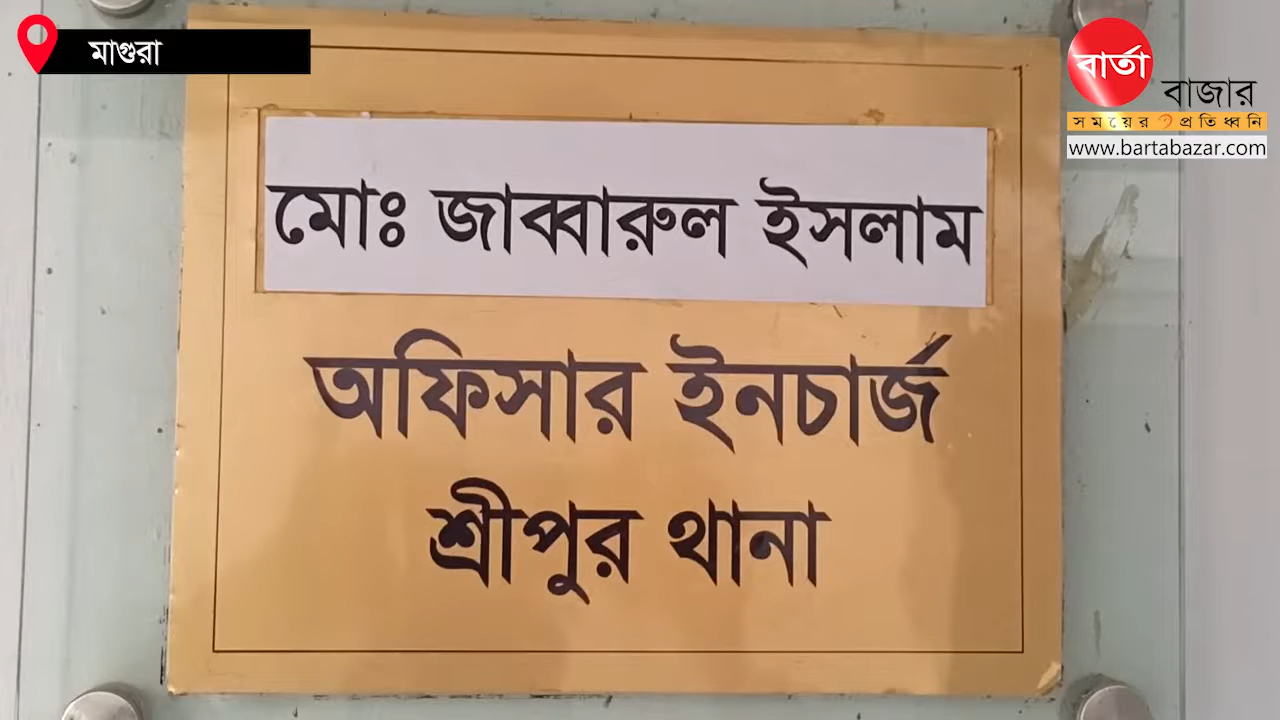 মাগুরা
বার্তা
বাজার
সময়ের প্রতিধ্বনি
www.bartabazar.com
মোঃ জাব্বারুল ইসলাম
অফিসার ইনচার্জ
শ্রীপুর থানা